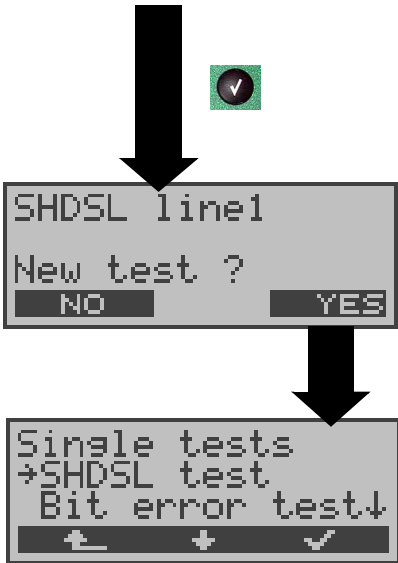 SHDSL line1
New test ?
NO YES
Single tests
→SHDSL test
Bit error test↓